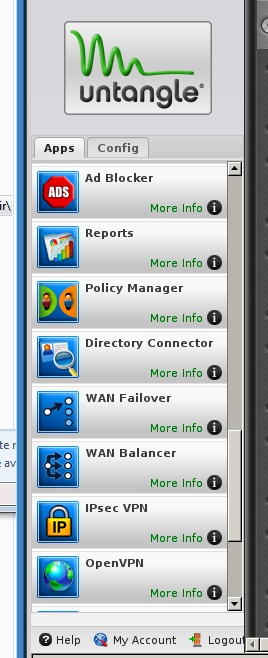 untangle®
Apps
Config
ADS
Ad Blocker
More Info
Reports
More Info
Policy Manager
More Info
Directory Connector
More Info
WAN Failover
More Info
WAN Balancer
More Info
IP
IPsec VPN
More Info
OpenVPN
More Info
Help
My Account
Logout